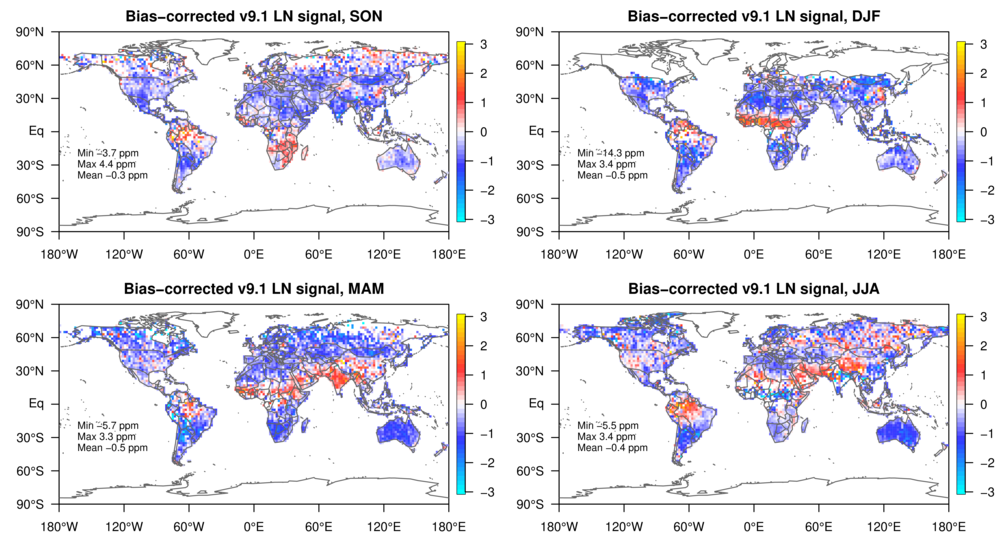 Bias−corrected v9.1 LN signal, SON
90°N
60°N
30°N
Eq
30°S
60°S
90°S
Min −3.7 ppm
Max 4.4 ppm
Mean −0.3 ppm
180°W 120°W 60°W 0°E 60°E 120°E 180°E
3
2
1
0
−1
−2
−3
Bias−corrected v9.1 LN signal, DJF
90°N
60°N
30°N
Eq
30°S
60°S
90°S
Min −14.3 ppm
Max 3.4 ppm
Mean −0.5 ppm
180°W 120°W 60°W 0°E 60°E 120°E 180°E
3
2
1
0
−1
−2
−3
Bias−corrected v9.1 LN signal, MAM
90°N
60°N
30°N
Eq
30°S
60°S
90°S
Min −5.7 ppm
Max 3.3 ppm
Mean −0.5 ppm
180°W 120°W 60°W 0°E 60°E 120°E 180°E
3
2
1
0
−1
−2
−3
Bias−corrected v9.1 LN signal, JJA
90°N
60°N
30°N
Eq
30°S
60°S
90°S
Min −5.5 ppm
Max 3.4 ppm
Mean −0.4 ppm
180°W 120°W 60°W 0°E 60°E 120°E 180°E
3
2
1
0
−1
−2
−3